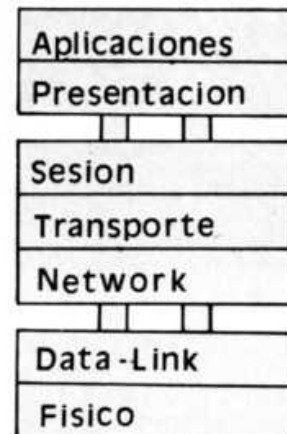 Aplicaciones
Presentacion
Sesion
Transporte
Network
Data-Link
Fisico